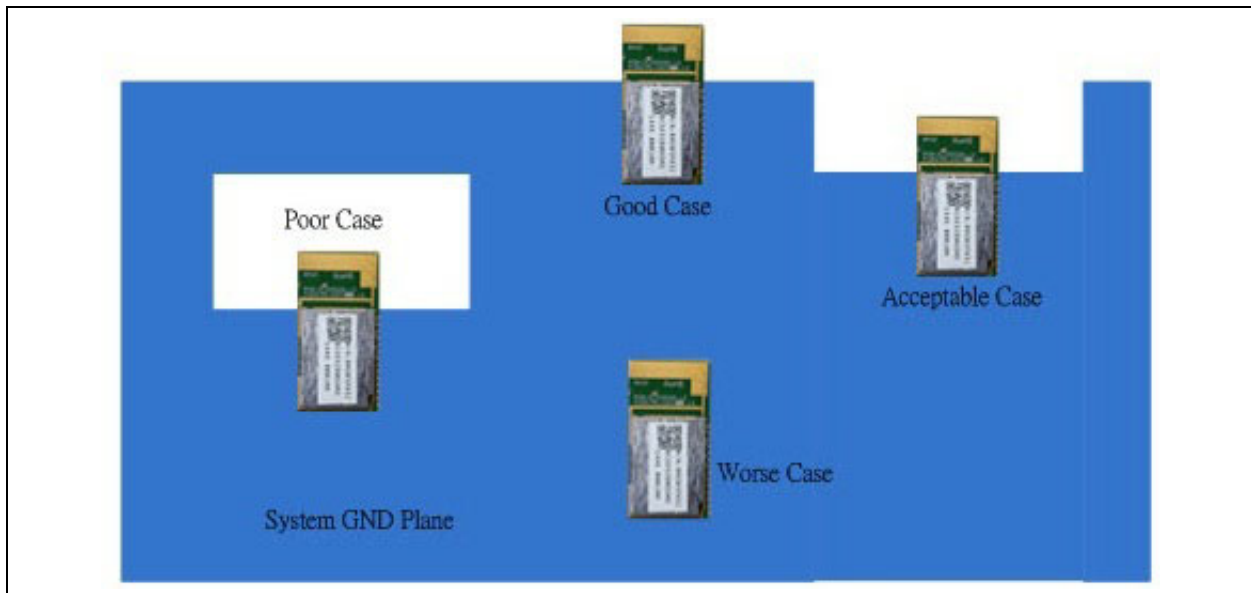 Good Case
Poor Case
Acceptable Case
Worse Case
System GND Plane